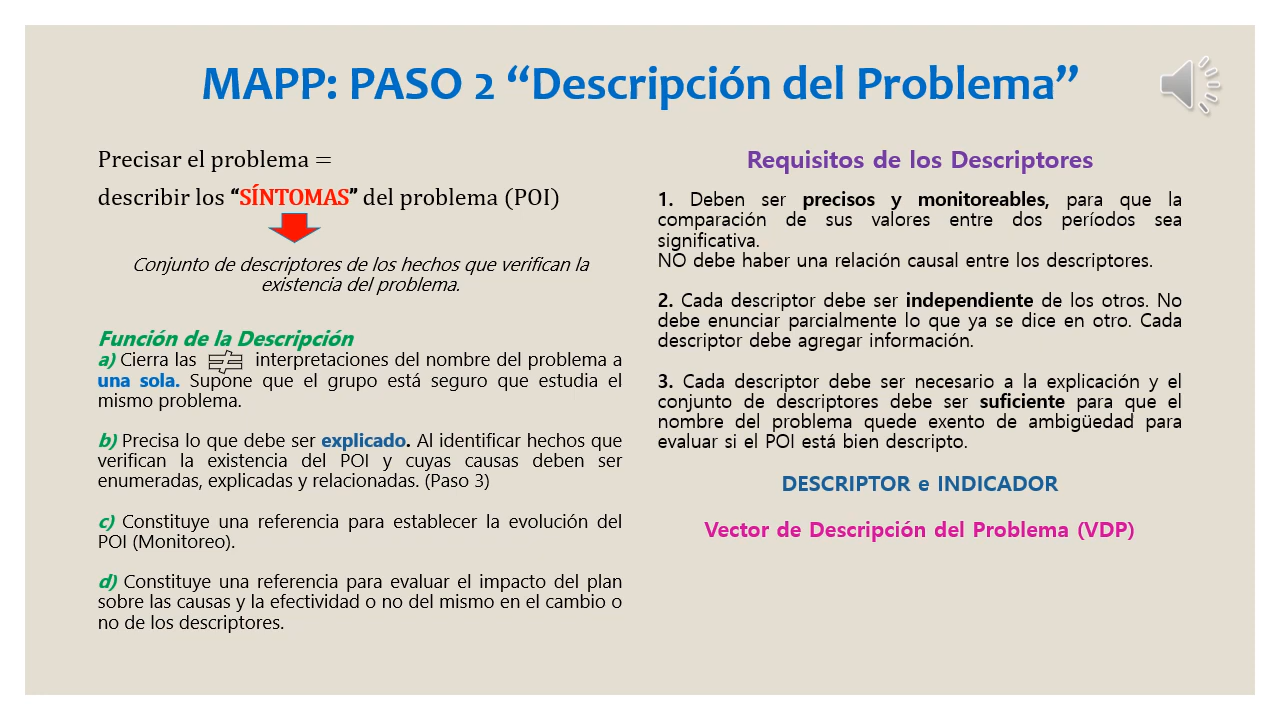 MAPP: PASO 2 “Descripción del Problema”
Precisar el problema =
describir los “SÍNTOMAS” del problema (POI)
Conjunto de descriptores de los hechos que verifican la
existencia del problema.
Función de la Descripción
a) Cierra las ≠ interpretaciones del nombre del problema a
una sola. Supone que el grupo está seguro que estudia el
mismo problema.
b) Precisa lo que debe ser explicado. Al identificar hechos que
verifican la existencia del POI y cuyas causas deben ser
enumeradas, explicadas y relacionadas. (Paso 3)
c) Constituye una referencia para establecer la evolución del
POI (Monitoreo).
d) Constituye una referencia para evaluar el impacto del plan
sobre las causas y la efectividad o no del mismo en el cambio o
no de los descriptores.
Requisitos de los Descriptores
1. Deben ser precisos y monitoreables, para que la
comparación de sus valores entre dos períodos sea
significativa.
NO debe haber una relación causal entre los descriptores.
2. Cada descriptor debe ser independiente de los otros. No
debe enunciar parcialmente lo que ya se dice en otro. Cada
descriptor debe agregar información.
3. Cada descriptor debe ser necesario a la explicación y el
conjunto de descriptores debe ser suficiente para que el
nombre del problema quede exento de ambigüedad para
evaluar si el POI está bien descripto.
DESCRIPTOR e INDICADOR
Vector de Descripción del Problema (VDP)